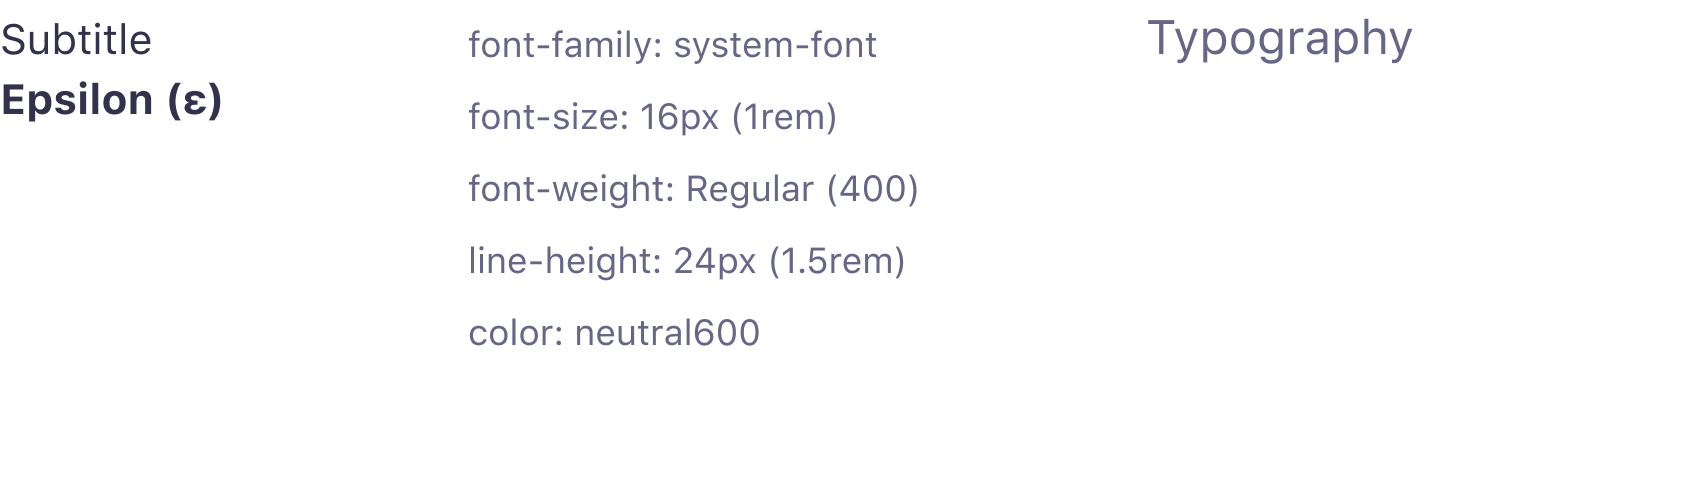 Subtitle
Epsilon (ε)
font-family: system-font
font-size: 16px (1rem)
font-weight: Regular (400)
line-height: 24px (1.5rem)
color: neutral600
Typography